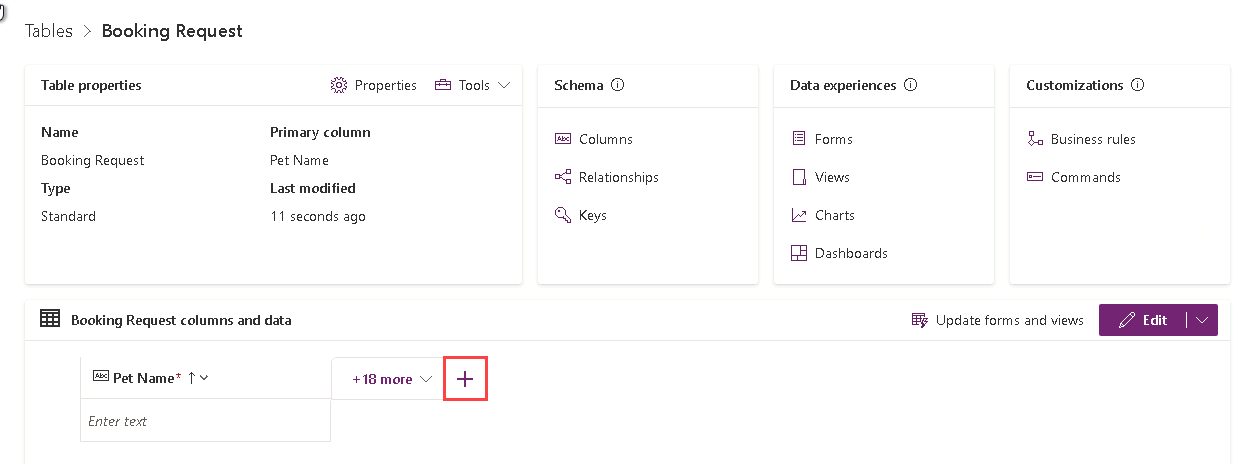 Tables > Booking Request
Table properties
Properties
Tools
Name
Primary column
Booking Request
Pet Name
Type
Last modified
Standard
11 seconds ago
Schema
Columns
Relationships
Keys
Data experiences
Forms
Views
Charts
Dashboards
Customizations
Business rules
Commands
Booking Request columns and data
Update forms and views
Edit
Abc Pet Name* ↑
+18 more
Enter text